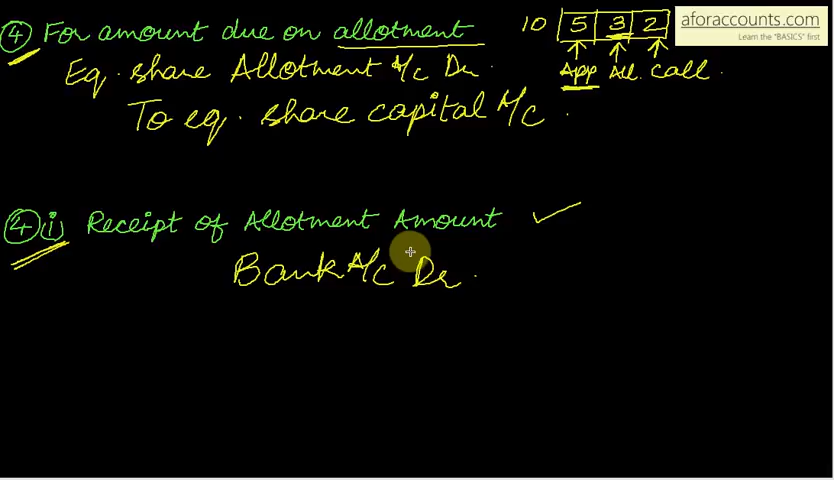 ④ For amount due on allotment
10 5 3 2
App All. Call.
aforaccounts.com
Learn the "BASICS" first
Eq. share Allotment A/c Dr.
To eq. share capital A/c.
④(i) Receipt of Allotment Amount ✓
Bank A/c Dr.